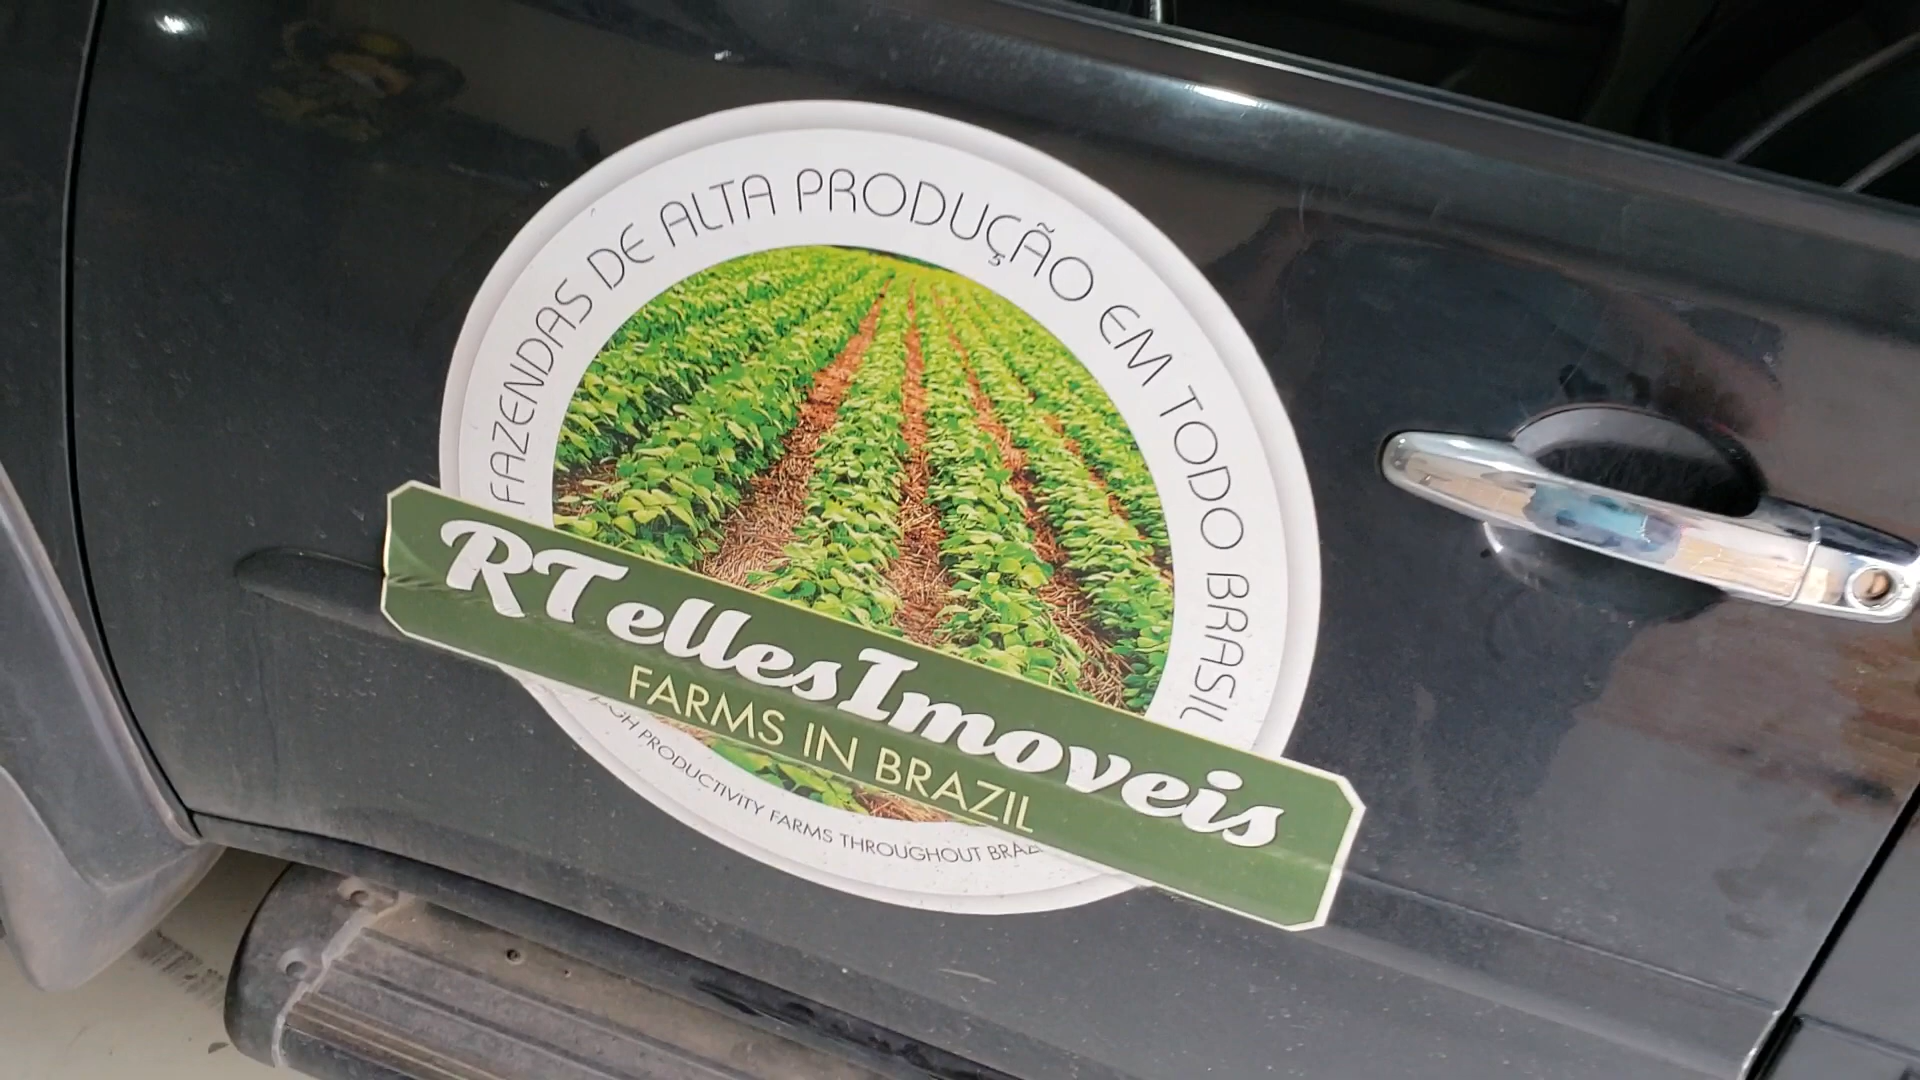 FAZENDAS DE ALTA PRODUÇÃO EM TODO BRASIL
RTellesImoveis
FARMS IN BRAZIL
PRODUCTIVITY FARMS THROUGHOUT